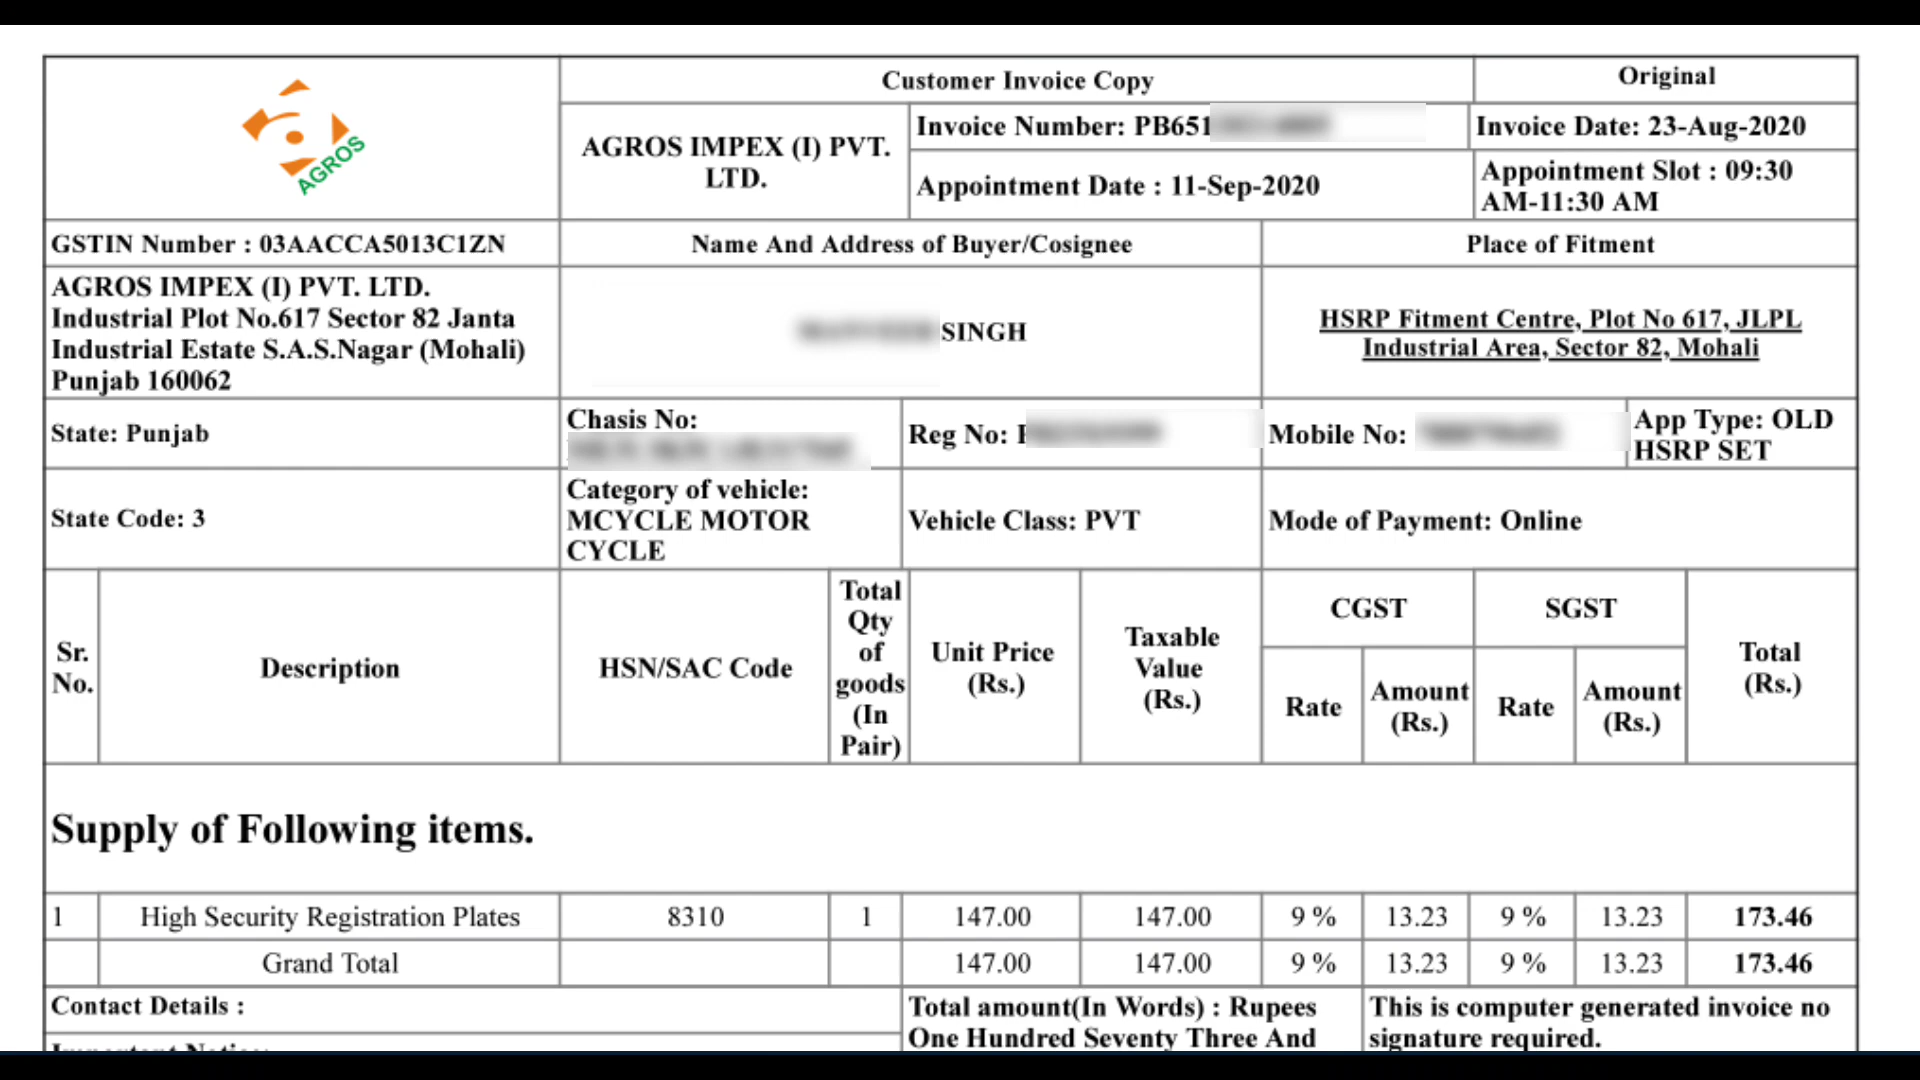 AGROS
Customer Invoice Copy
Original
AGROS IMPEX (I) PVT.
LTD.
Invoice Number: PB651
Invoice Date: 23-Aug-2020
Appointment Date : 11-Sep-2020
Appointment Slot : 09:30
AM-11:30 AM
GSTIN Number : 03AACCA5013C1ZN
Name And Address of Buyer/Cosignee
Place of Fitment
AGROS IMPEX (I) PVT. LTD.
Industrial Plot No.617 Sector 82 Janta
Industrial Estate S.A.S.Nagar (Mohali)
Punjab 160062
SINGH
HSRP Fitment Centre, Plot No 617, JLPL
Industrial Area, Sector 82, Mohali
State: Punjab
Chasis No:
Reg No:
Mobile No:
App Type: OLD
HSRP SET
State Code: 3
Category of vehicle:
MCYCLE MOTOR
CYCLE
Vehicle Class: PVT
Mode of Payment: Online
Sr.
No.
Description
HSN/SAC Code
Total
Qty
of
goods
(In
Pair)
Unit Price
(Rs.)
Taxable
Value
(Rs.)
CGST
Rate
Amount
(Rs.)
SGST
Rate
Amount
(Rs.)
Total
(Rs.)
Supply of Following items.
1 High Security Registration Plates 8310 1 147.00 147.00 9 % 13.23 9 % 13.23 173.46
Grand Total 147.00 147.00 9 % 13.23 9 % 13.23 173.46
Contact Details :
Total amount(In Words) : Rupees
One Hundred Seventy Three And
This is computer generated invoice no
signature required.